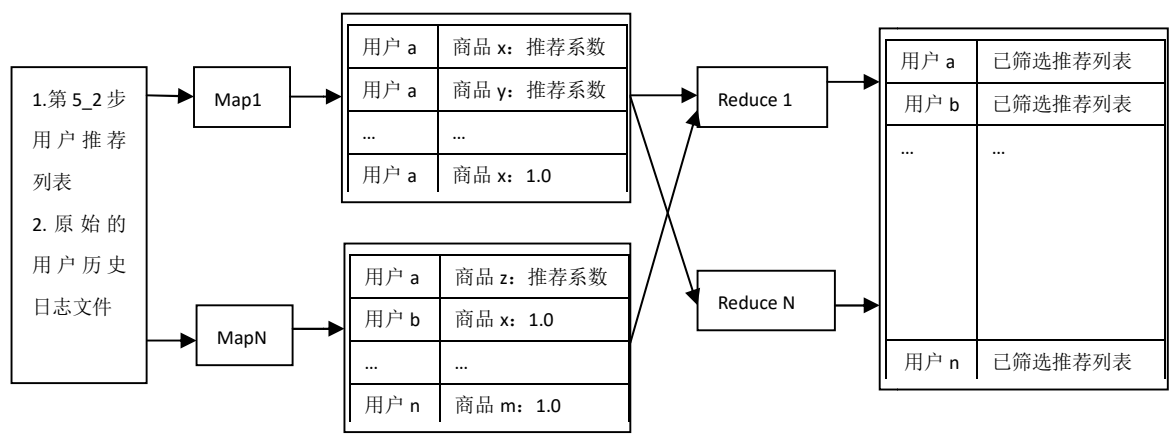 1.第 5_2 步
用户推荐
列表
2. 原始的
用户历史
日志文件
Map1
MapN
用户 a 商品 x：推荐系数
用户 a 商品 y：推荐系数
… …
用户 a 商品 x：1.0
用户 a 商品 z：推荐系数
用户 b 商品 x：1.0
… …
用户 n 商品 m：1.0
Reduce 1
Reduce N
用户 a 已筛选推荐列表
用户 b 已筛选推荐列表
… …
用户 n 已筛选推荐列表